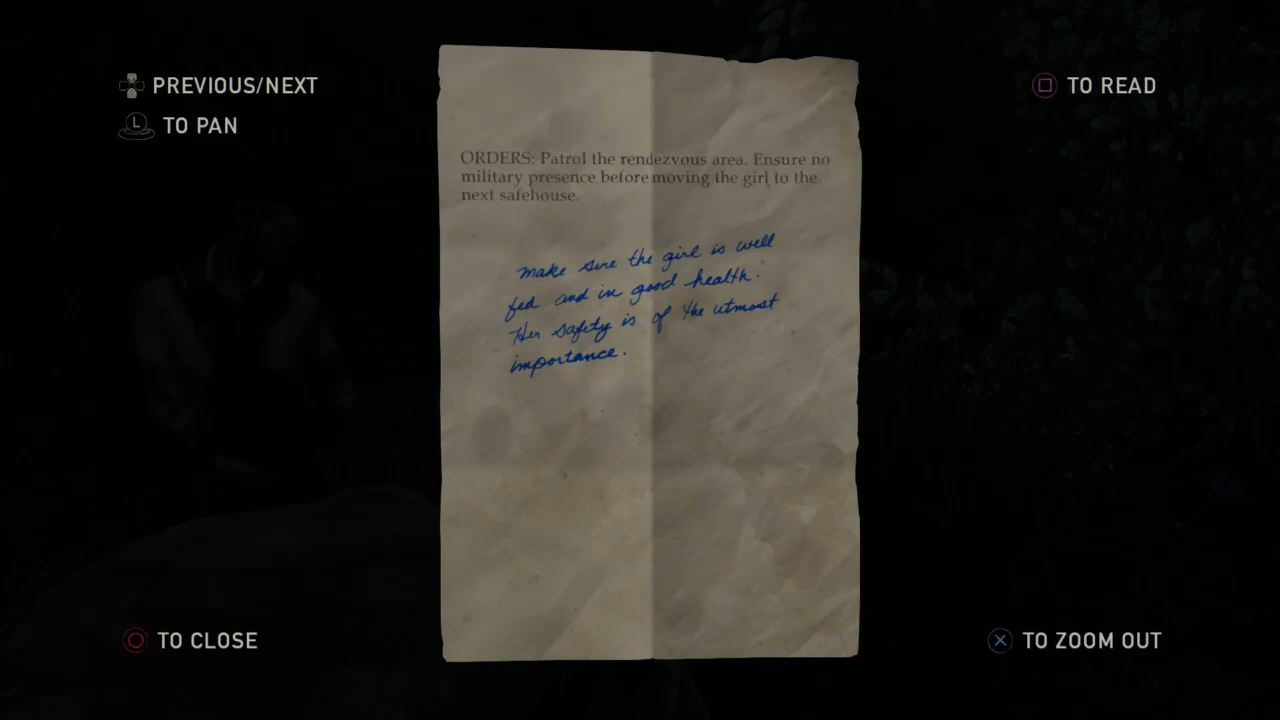 PREVIOUS/NEXT
L TO PAN
TO READ
ORDERS: Patrol the rendezvous area. Ensure no
military presence before moving the girl to the
next safehouse.
make sure the girl is well
fed and in good health.
Her safety is of the utmost
importance.
TO CLOSE
TO ZOOM OUT